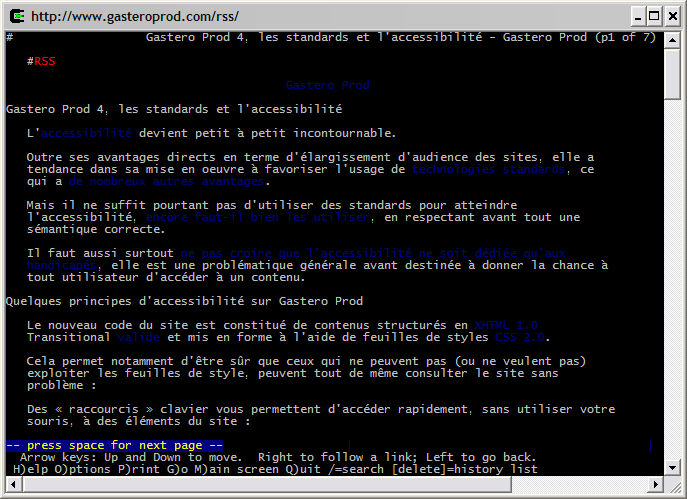 http://www.gasteroprod.com/rss/
# Gastero Prod 4, les standards et l'accessibilité - Gastero Prod (p1 of 7)
#RSS
Gastero Prod
Gastero Prod 4, les standards et l'accessibilité
L'accessibilité devient petit à petit incontournable.
Outre ses avantages directs en terme d'élargissement d'audience des sites, elle a
tendance dans sa mise en oeuvre à favoriser l'usage de technologies standards, ce
qui a de nombreux autres avantages.
Mais il ne suffit pourtant pas d'utiliser des standards pour atteindre
l'accessibilité, encore faut-il bien les utiliser, en respectant avant tout une
sémantique correcte.
Il faut aussi surtout ne pas croire que l'accessibilité ne soit dédiée qu'aux
handicapés, elle est une problématique générale avant destinée à donner la chance à
tout utilisateur d'accéder à un contenu.
Quelques principes d'accessibilité sur Gastero Prod
Le nouveau code du site est constitué de contenus structurés en XHTML 1.0
Transitional valide et mis en forme à l'aide de feuilles de styles CSS 2.0.
Cela permet notamment d'être sûr que ceux qui ne peuvent pas (ou ne veulent pas)
exploiter les feuilles de style, peuvent tout de même consulter le site sans
problème :
Des « raccourcis » clavier vous permettent d'accéder rapidement, sans utiliser votre
souris, à des éléments du site :
-- press space for next page --
Arrow keys: Up and Down to move. Right to follow a link; Left to go back.
H)elp O)ptions P)rint G)o M)ain screen Q)uit /=search [delete]=history list